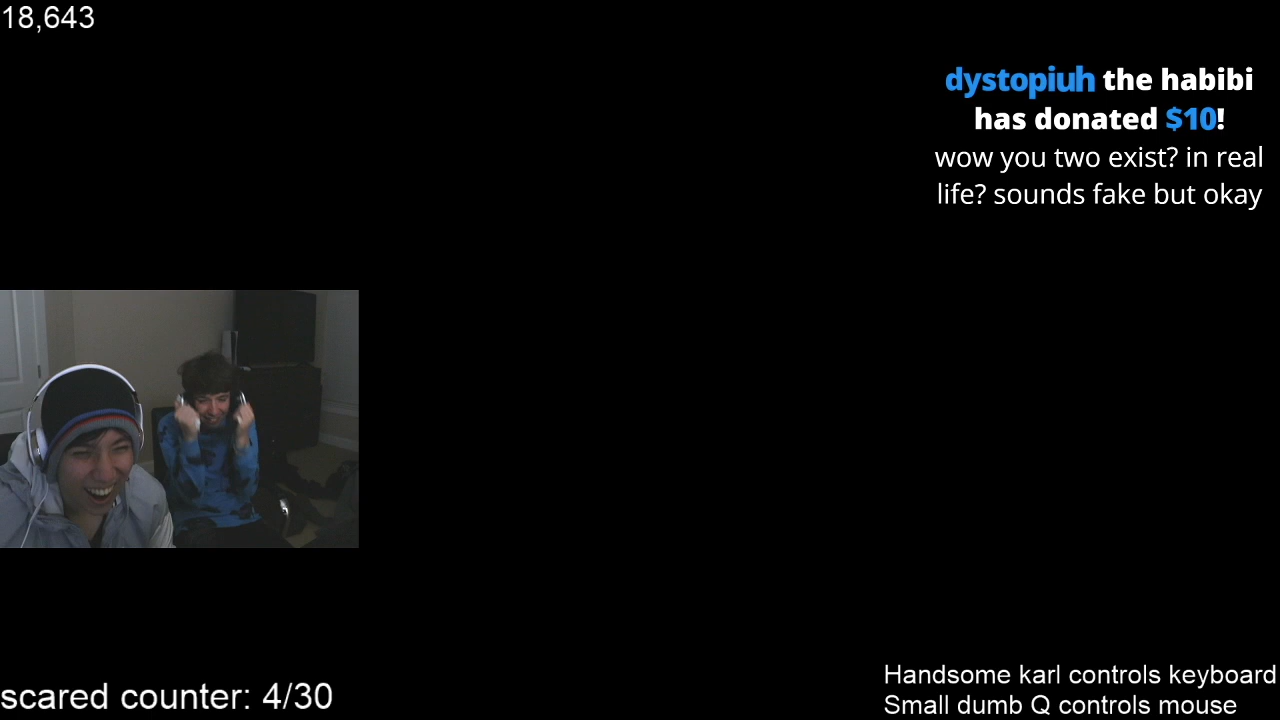 18,643
dystopiuh the habibi
has donated $10!
wow you two exist? in real
life? sounds fake but okay
scared counter: 4/30
Handsome karl controls keyboard
Small dumb Q controls mouse